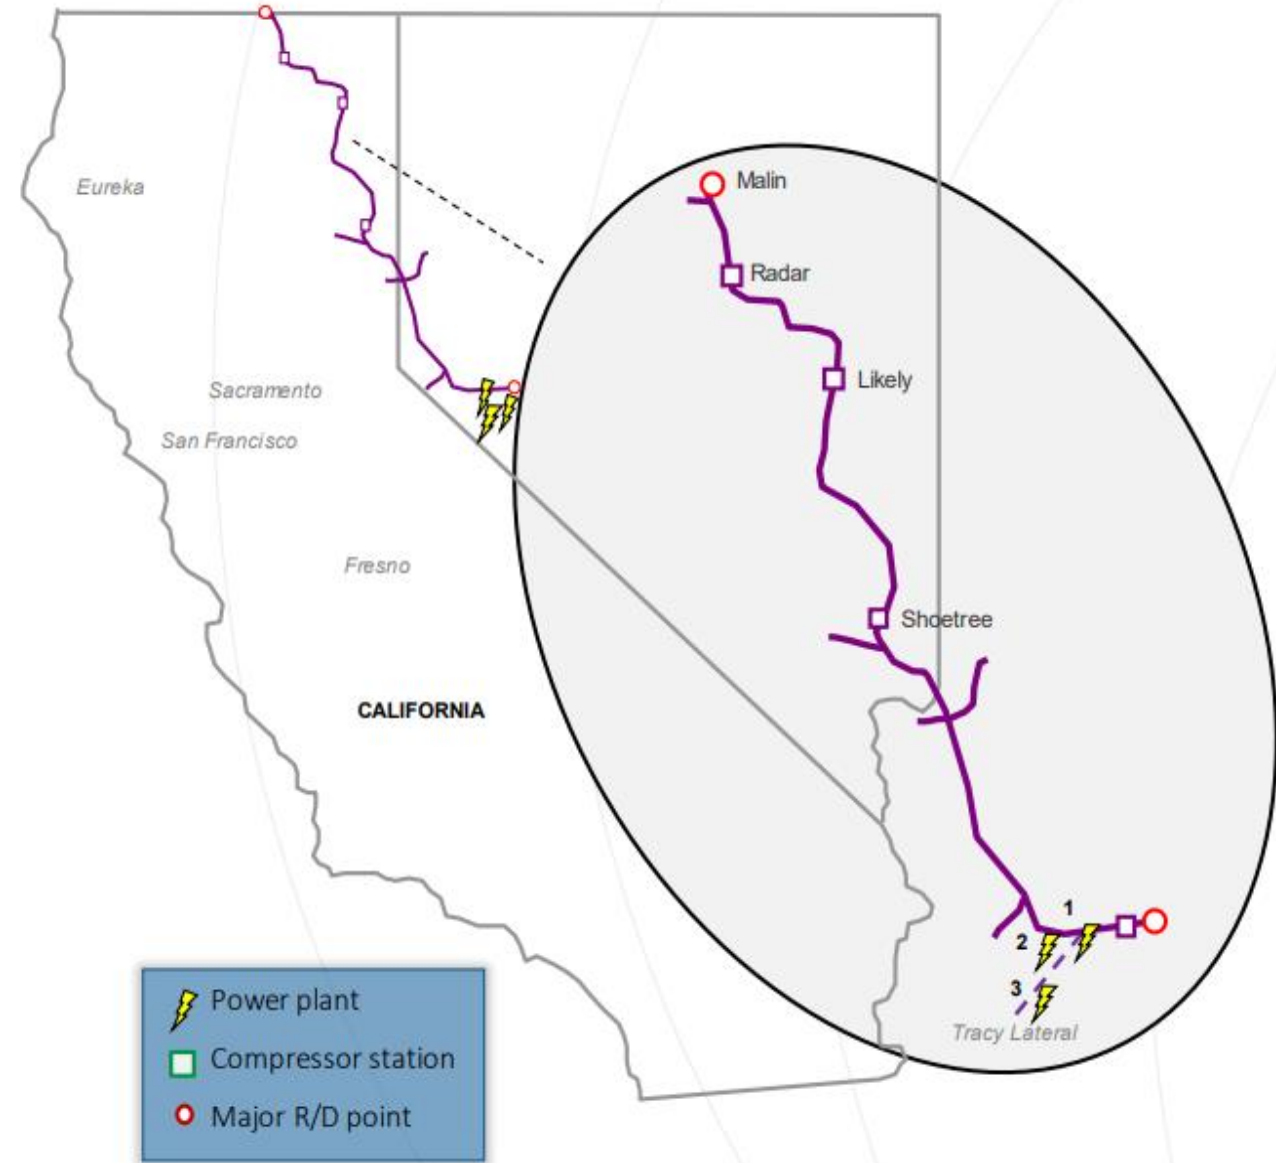 Malin
Eureka
Radar
Likely
Sacramento
San Francisco
Fresno
Shoetree
CALIFORNIA
1
2
3
Tracy Lateral
Power plant
Compressor station
Major R/D point